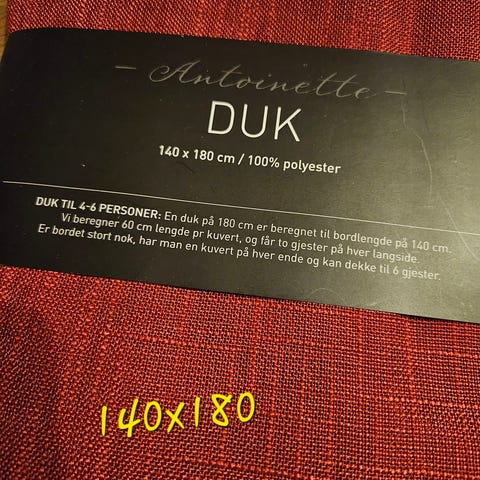 — Antoinette —
DUK
140 x 180 cm / 100% polyester
DUK TIL 4-6 PERSONER: En duk på 180 cm er beregnet til bordlengde på 140 cm.
Vi beregner 60 cm lengde pr kuvert, og får to gjester på hver langside.
Er bordet stort nok, har man en kuvert på hver ende og kan dekke til 6 gjester.
140x180